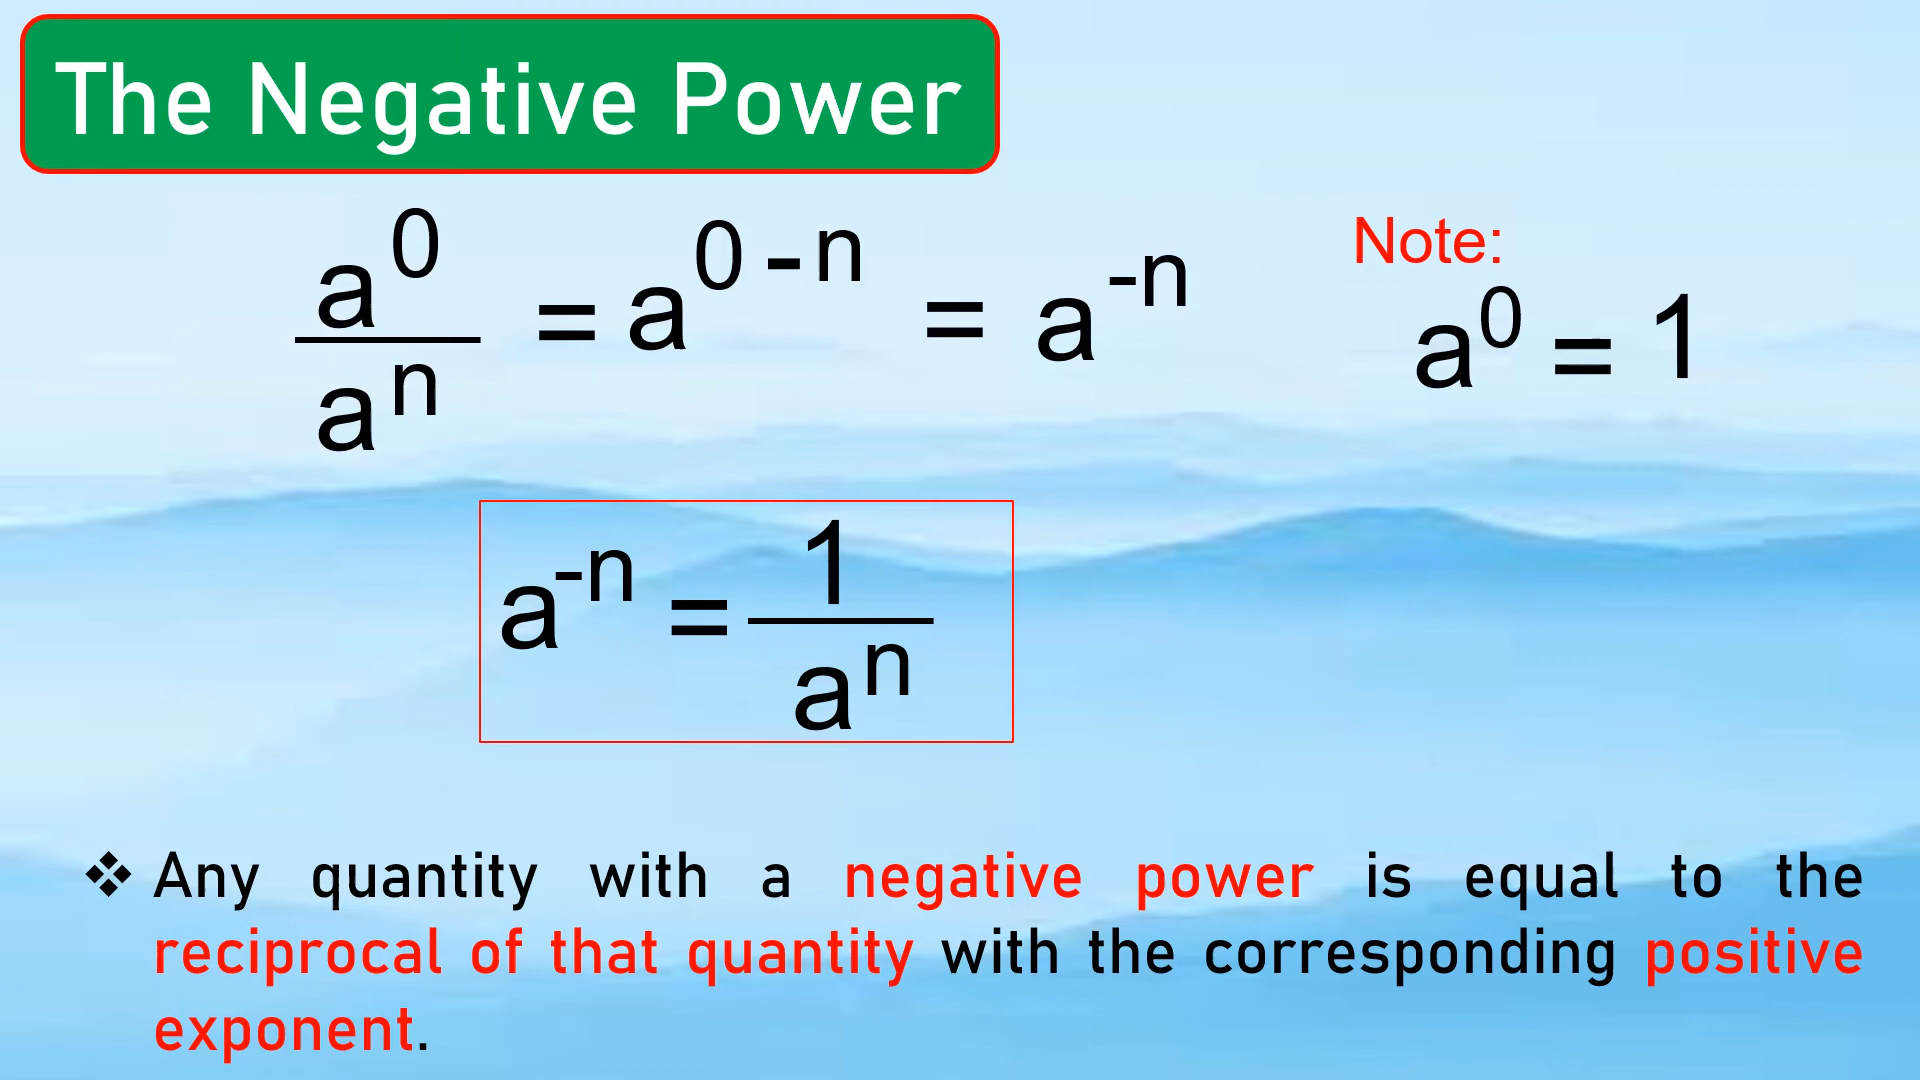 The Negative Power
a⁰/aⁿ = a⁰⁻ⁿ = a⁻ⁿ
Note:
a⁰ = 1
a⁻ⁿ = 1/aⁿ
❖ Any quantity with a negative power is equal to the
reciprocal of that quantity with the corresponding positive
exponent.